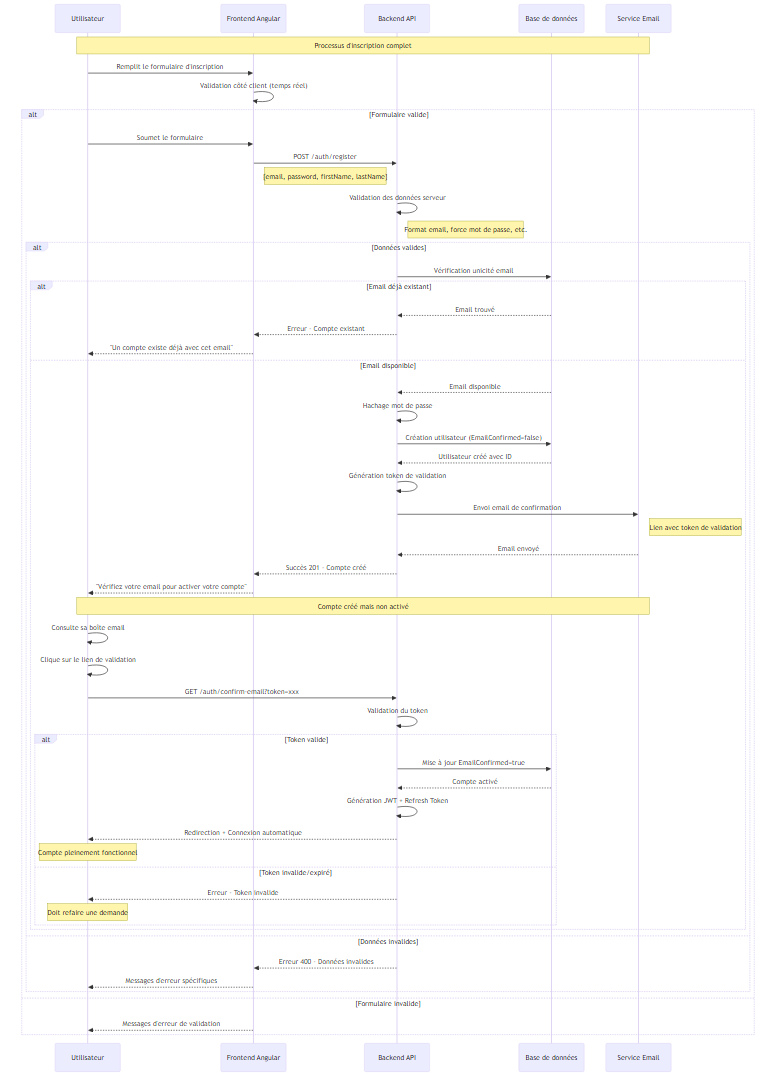 Utilisateur
Frontend Angular
Backend API
Base de données
Service Email
Processus d'inscription complet
Remplit le formulaire d'inscription
Validation côté client (temps réel)
alt
[Formulaire valide]
Soumet le formulaire
POST /auth/register
[email, password, firstName, lastName]
Validation des données serveur
Format email, force mot de passe, etc.
alt
[Données valides]
Vérification unicité email
alt
[Email déjà existant]
Email trouvé
Erreur - Compte existant
"Un compte existe déjà avec cet email"
[Email disponible]
Email disponible
Hachage mot de passe
Création utilisateur (EmailConfirmed=false)
Utilisateur créé avec ID
Génération token de validation
Envoi email de confirmation
Lien avec token de validation
Email envoyé
Succès 201 - Compte créé
"Vérifiez votre email pour activer votre compte"
Compte créé mais non activé
Consulte sa boîte email
Clique sur le lien de validation
GET /auth/confirm-email?token=xxx
Validation du token
alt
[Token valide]
Mise à jour EmailConfirmed=true
Compte activé
Génération JWT + Refresh Token
Redirection + Connexion automatique
Compte pleinement fonctionnel
[Token invalide/expiré]
Erreur - Token invalide
Doit refaire une demande
[Données invalides]
Erreur 400 - Données invalides
Messages d'erreur spécifiques
[Formulaire invalide]
Messages d'erreur de validation
Utilisateur
Frontend Angular
Backend API
Base de données
Service Email